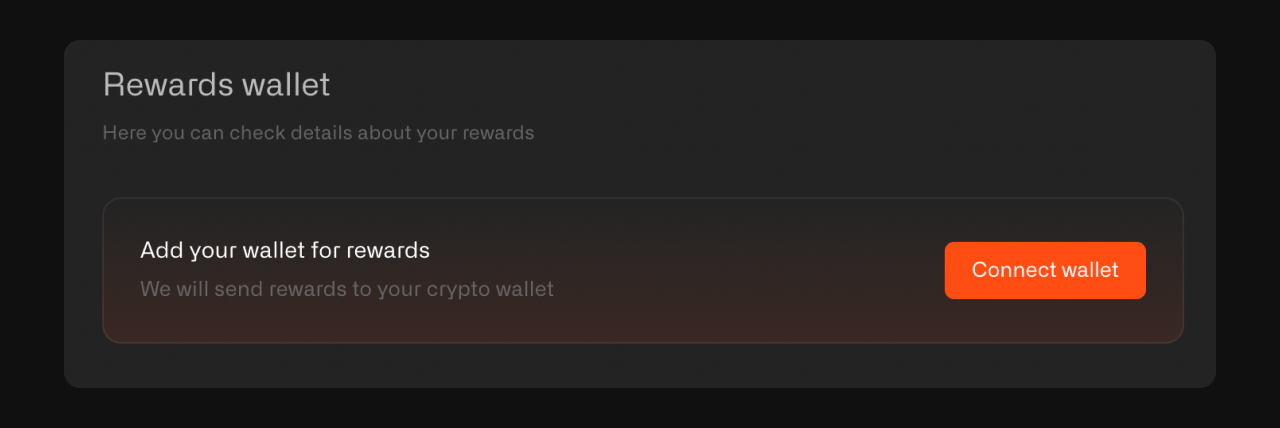 Rewards wallet
Here you can check details about your rewards
Add your wallet for rewards
We will send rewards to your crypto wallet
Connect wallet